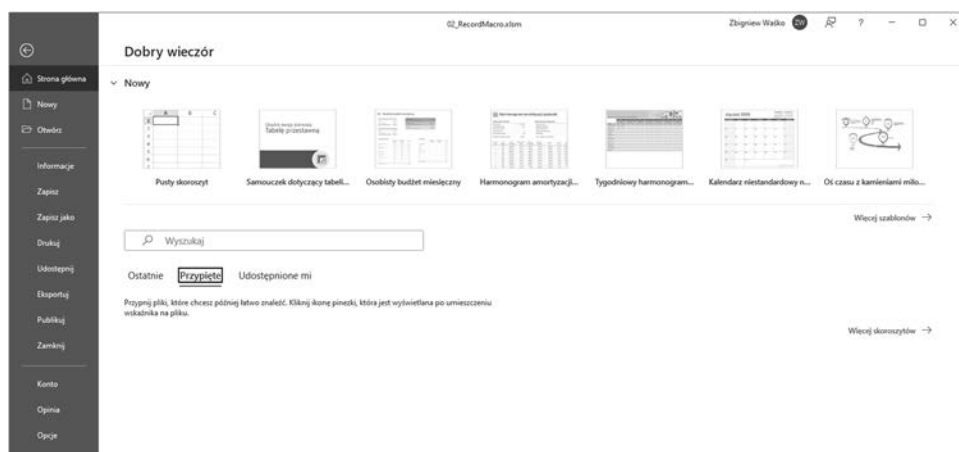 02_RecordMacro.xlsm
Zbigniew Waśko ZW ?
Dobry wieczór
Strona główna
Nowy
Otwórz
Informacje
Zapisz
Zapisz jako
Drukuj
Udostępnij
Eksportuj
Publikuj
Zamknij
Konto
Opinia
Opcje
Nowy
Tabelę przestawną
Pusty skoroszyt
Samouczek dotyczący tabeli...
Osobisty budżet miesięczny
Harmonogram amortyzacji...
Tygodniowy harmonogram...
Kalendarz niestandardowy n...
Oś czasu z kamieniami milo...
Więcej szablonów
Wyszukaj
Ostatnie Przypięte Udostępnione mi
Przypnij pliki, które chcesz później łatwo znaleźć. Kliknij ikonę pinezki, która jest wyświetlana po umieszczeniu
wskaźnika na pliku.
Więcej skoroszytów